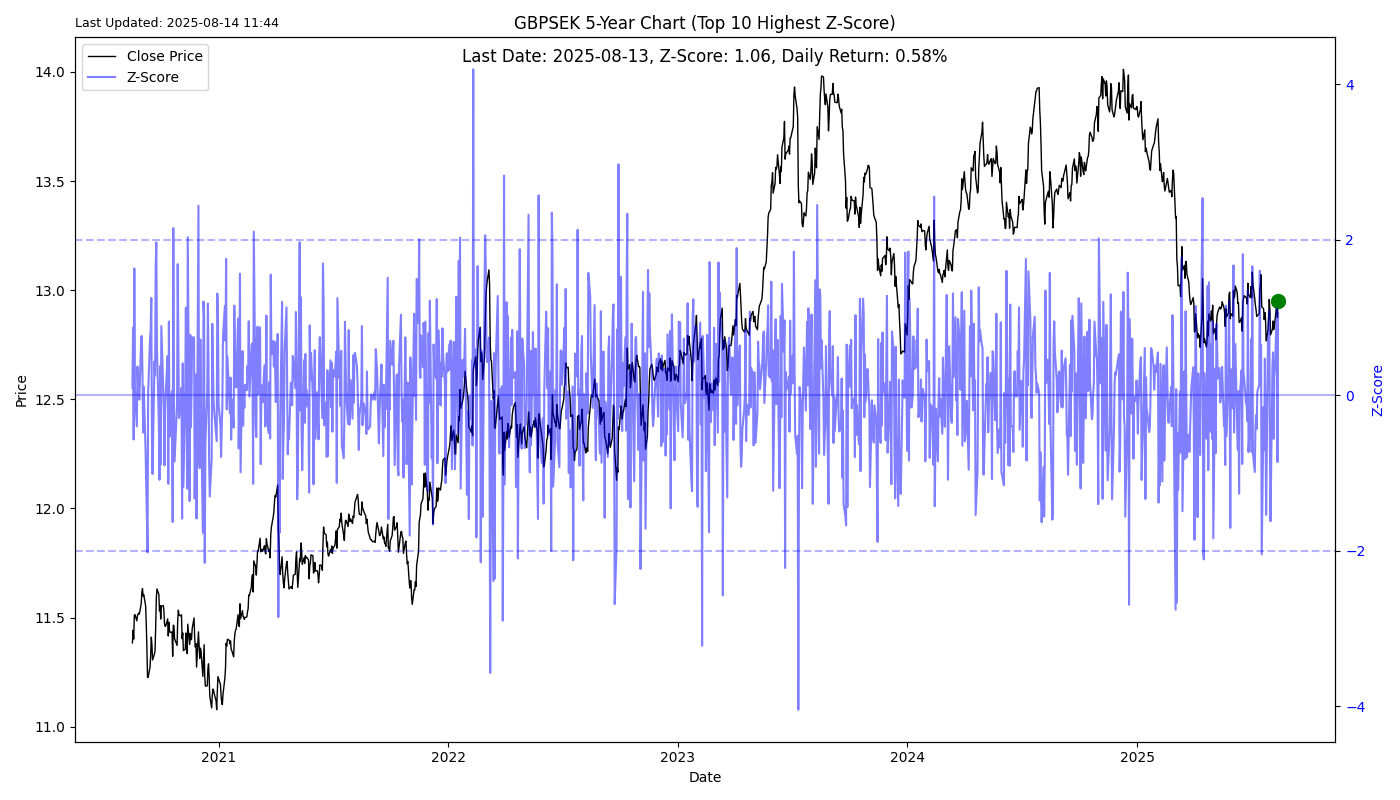 Last Updated: 2025-08-14 11:44
GBPSEK 5-Year Chart (Top 10 Highest Z-Score)
Last Date: 2025-08-13, Z-Score: 1.06, Daily Return: 0.58%
Close Price
Z-Score
14.0
13.5
13.0
12.5
12.0
11.5
11.0
Price
4
2
0
−2
−4
Z-Score
2021
2022
2023
2024
2025
Date